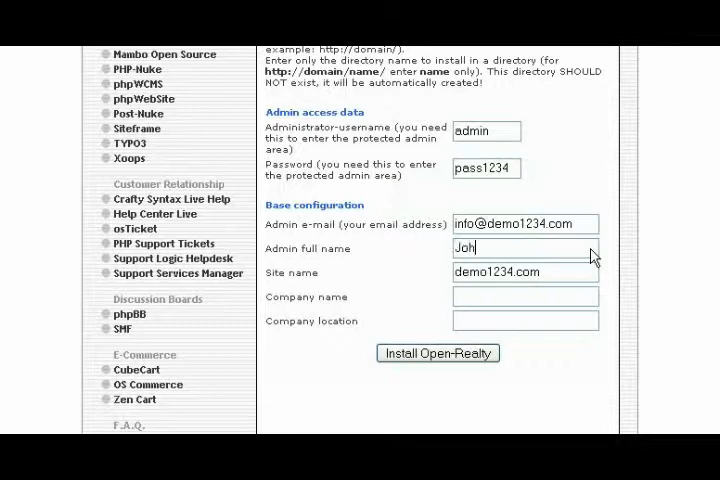 Mambo Open Source
PHP-Nuke
phpWCMS
phpWebSite
Post-Nuke
Siteframe
TYPO3
Xoops
Customer Relationship
Crafty Syntax Live Help
Help Center Live
osTicket
PHP Support Tickets
Support Logic Helpdesk
Support Services Manager
Discussion Boards
phpBB
SMF
E-Commerce
CubeCart
OS Commerce
Zen Cart
F.A.Q.
example: http://domain/).
Enter only the directory name to install in a directory (for
http://domain/name/ enter name only). This directory SHOULD
NOT exist, it will be automatically created!
Admin access data
Administrator-username (you need
this to enter the protected admin
area)
admin
Password (you need this to enter
the protected admin area)
pass1234
Base configuration
Admin e-mail (your email address)
info@demo1234.com
Admin full name
Joh
Site name
demo1234.com
Company name
Company location
Install Open-Realty